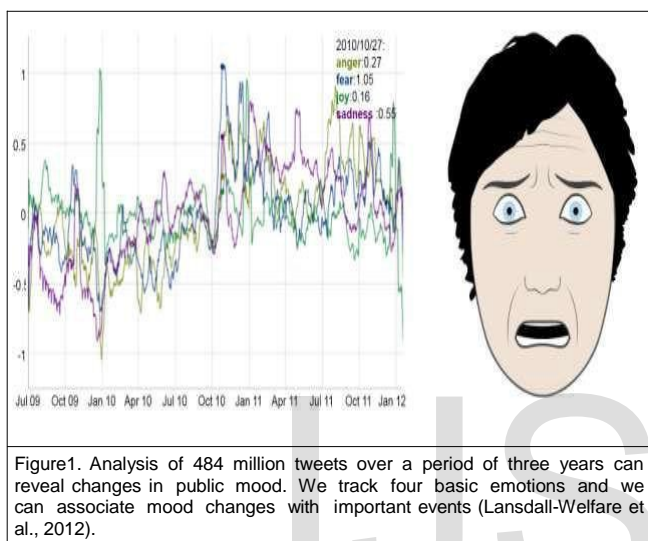 2010/10/27:
anger:0.27
fear:1.05
joy:0.16
sadness :0.55
1
0.5
0
-0.5
-1
Jul 09 Oct 09 Jan 10 Apr 10 Jul 10 Oct 10 Jan 11 Apr 11 Jul 11 Oct 11 Jan 12
Figure1. Analysis of 484 million tweets over a period of three years can
reveal changes in public mood. We track four basic emotions and we
can associate mood changes with important events (Lansdall-Welfare et
al., 2012).